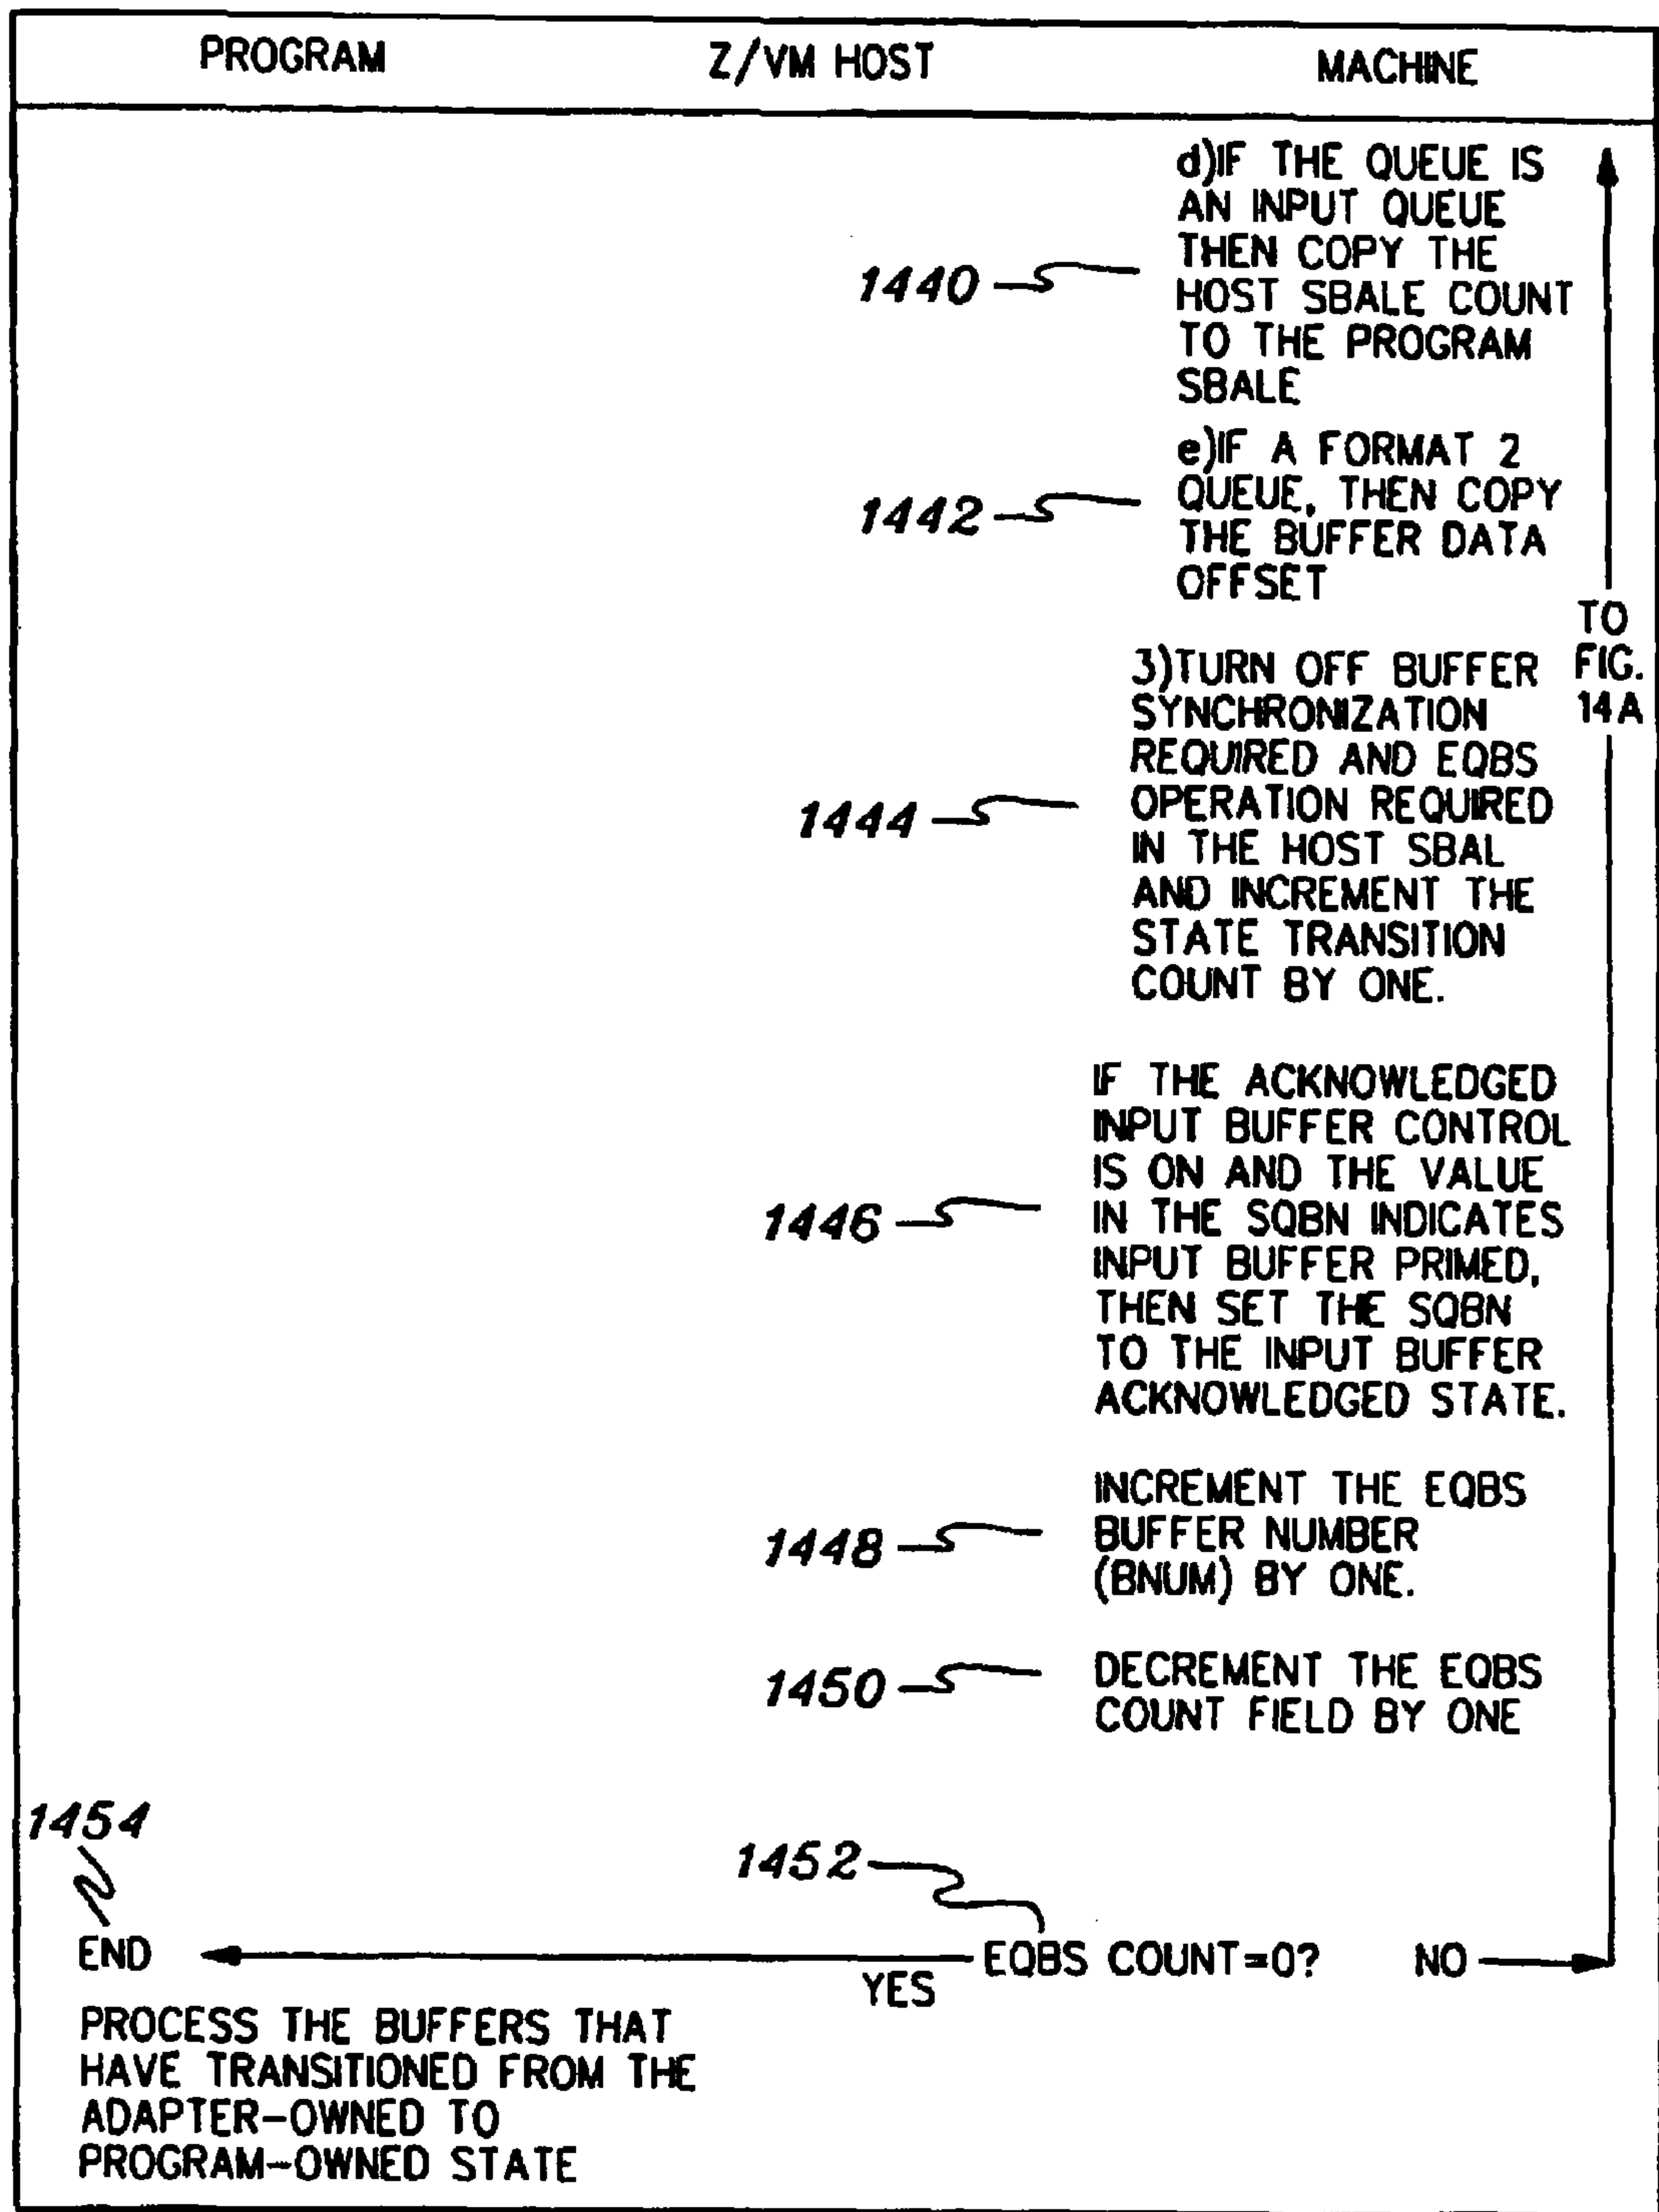 PROGRAM Z/VM HOST MACHINE
1440
d)IF THE QUEUE IS
AN INPUT QUEUE
THEN COPY THE
HOST SBALE COUNT
TO THE PROGRAM
SBALE
1442
e)IF A FORMAT 2
QUEUE, THEN COPY
THE BUFFER DATA
OFFSET
TO
FIG.
14A
1444
3)TURN OFF BUFFER
SYNCHRONIZATION
REQUIRED AND EQBS
OPERATION REQUIRED
IN THE HOST SBAL
AND INCREMENT THE
STATE TRANSITION
COUNT BY ONE.
1446
IF THE ACKNOWLEDGED
INPUT BUFFER CONTROL
IS ON AND THE VALUE
IN THE SQBN INDICATES
INPUT BUFFER PRIMED,
THEN SET THE SQBN
TO THE INPUT BUFFER
ACKNOWLEDGED STATE.
1448
INCREMENT THE EQBS
BUFFER NUMBER
(BNUM) BY ONE.
1450
DECREMENT THE EQBS
COUNT FIELD BY ONE
1454
1452
END YES EQBS COUNT=0? NO
PROCESS THE BUFFERS THAT
HAVE TRANSITIONED FROM THE
ADAPTER-OWNED TO
PROGRAM-OWNED STATE